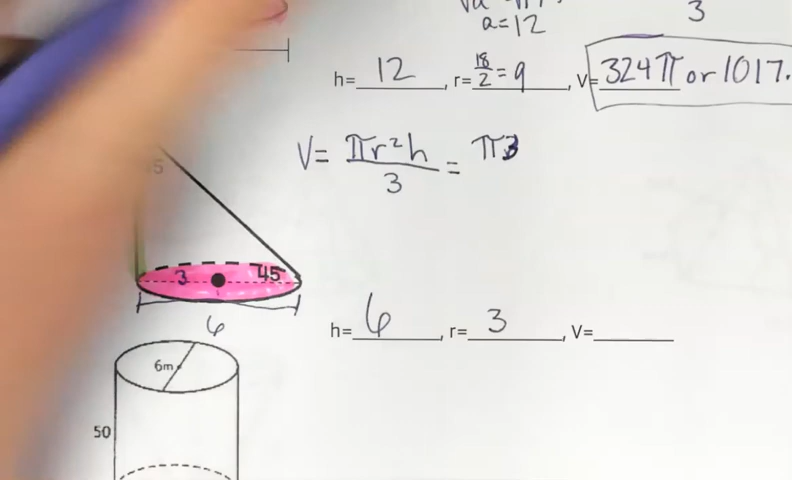 a=12
3
h= 12, r= 18/2 = 9, V= 324π or 1017.
V= πr²h/3 = π3
3 45
6
h= 6, r= 3, V=
6m
50